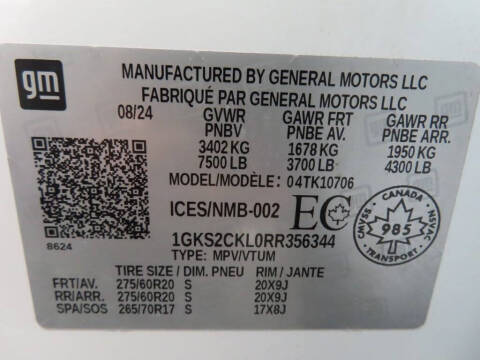 gm
MANUFACTURED BY GENERAL MOTORS LLC
FABRIQUÉ PAR GENERAL MOTORS LLC
08/24 GVWR GAWR FRT GAWR RR
PNBV PNBE AV. PNBE ARR.
3402 KG 1678 KG 1950 KG
7500 LB 3700 LB 4300 LB
MODEL/MODÈLE: 04TK10706
ICES/NMB-002 EC
CANADA
CMVSS 985 NSVAC
TRANSPORT
1GKS2CKL0RR356344
8624
TYPE: MPV/VTUM
TIRE SIZE / DIM. PNEU RIM / JANTE
FRT/AV. 275/60R20 S 20X9J
RR/ARR. 275/60R20 S 20X9J
SPA/SOS 265/70R17 S 17X8J